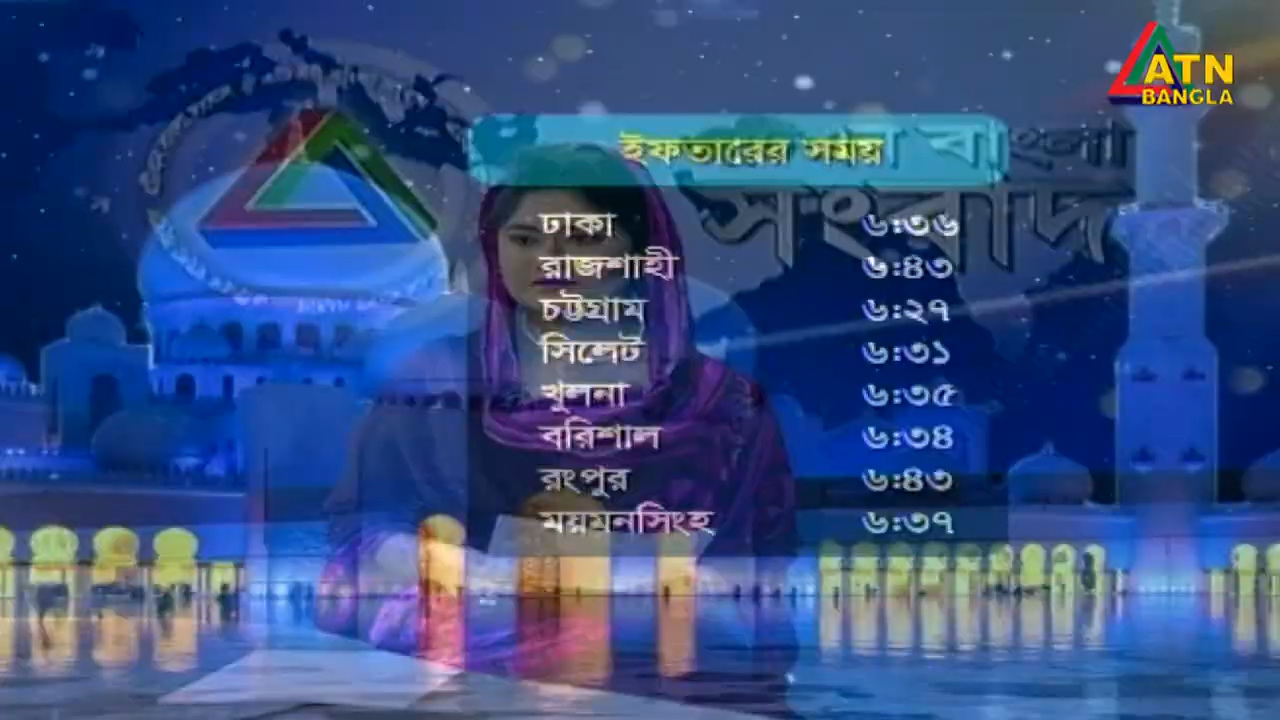 ATN
BANGLA
ইফতারের সময়
বাংলা
সংবাদ
ঢাকা ৬:৩৬
রাজশাহী ৬:৪৩
চট্টগ্রাম ৬:২৭
সিলেট ৬:৩১
খুলনা ৬:৩৫
বরিশাল ৬:৩৪
রংপুর ৬:৪৩
ময়মনসিংহ ৬:৩৭